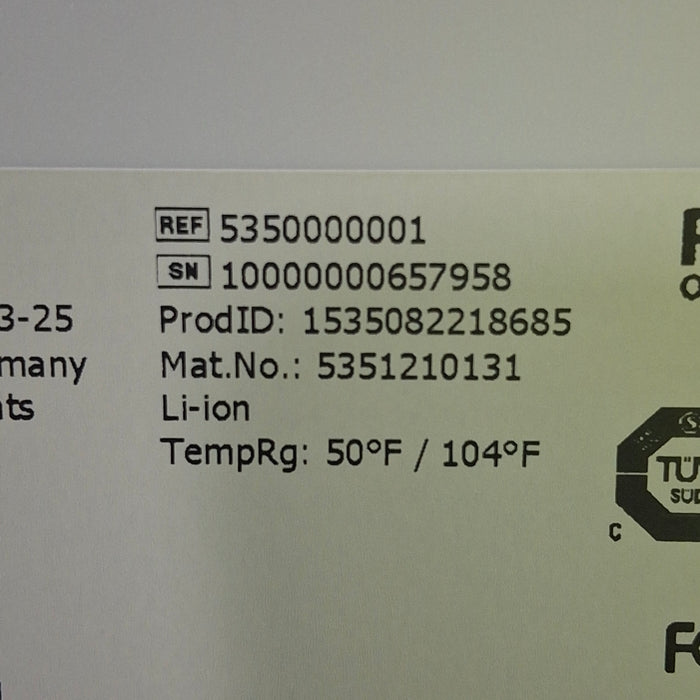 REF 5350000001
SN 10000000657958
3-25
ProdID: 1535082218685
many
Mat.No.: 5351210131
ts
Li-ion
TempRg: 50°F / 104°F
TÜV
SÜD
C